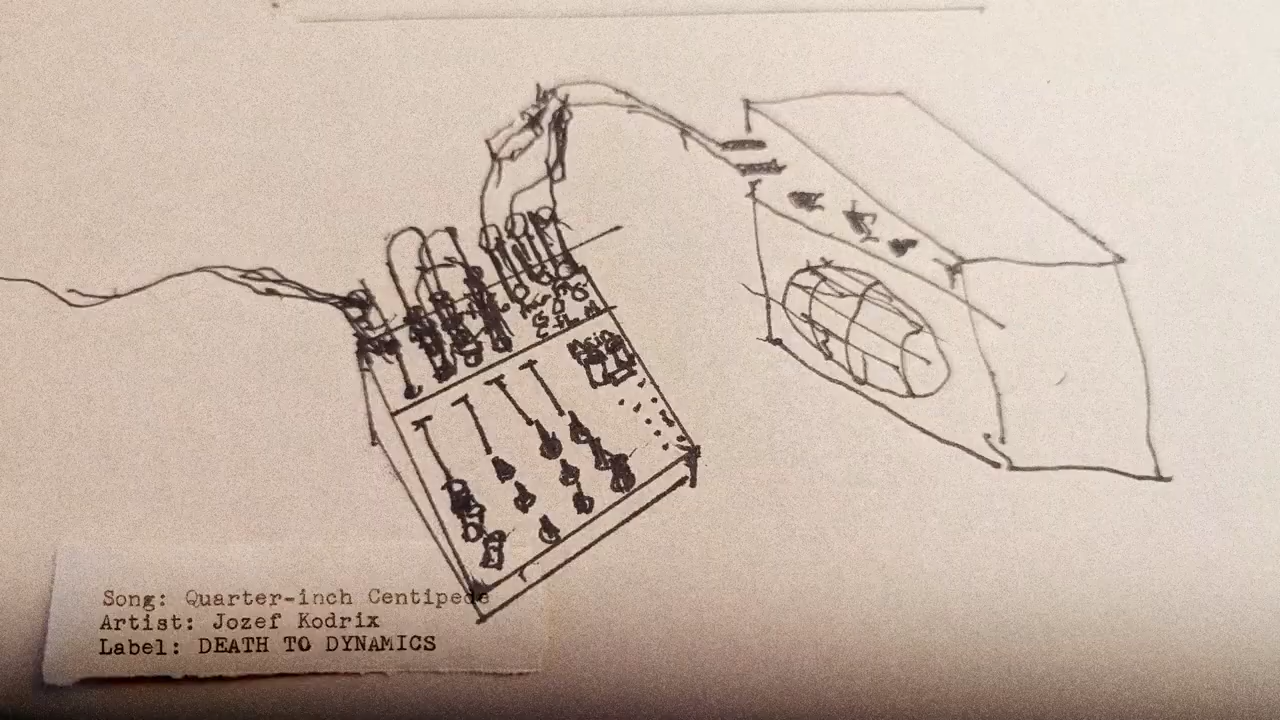 Song: Quarter-inch Centipede
Artist: Jozef Kodrix
Label: DEATH TO DYNAMICS